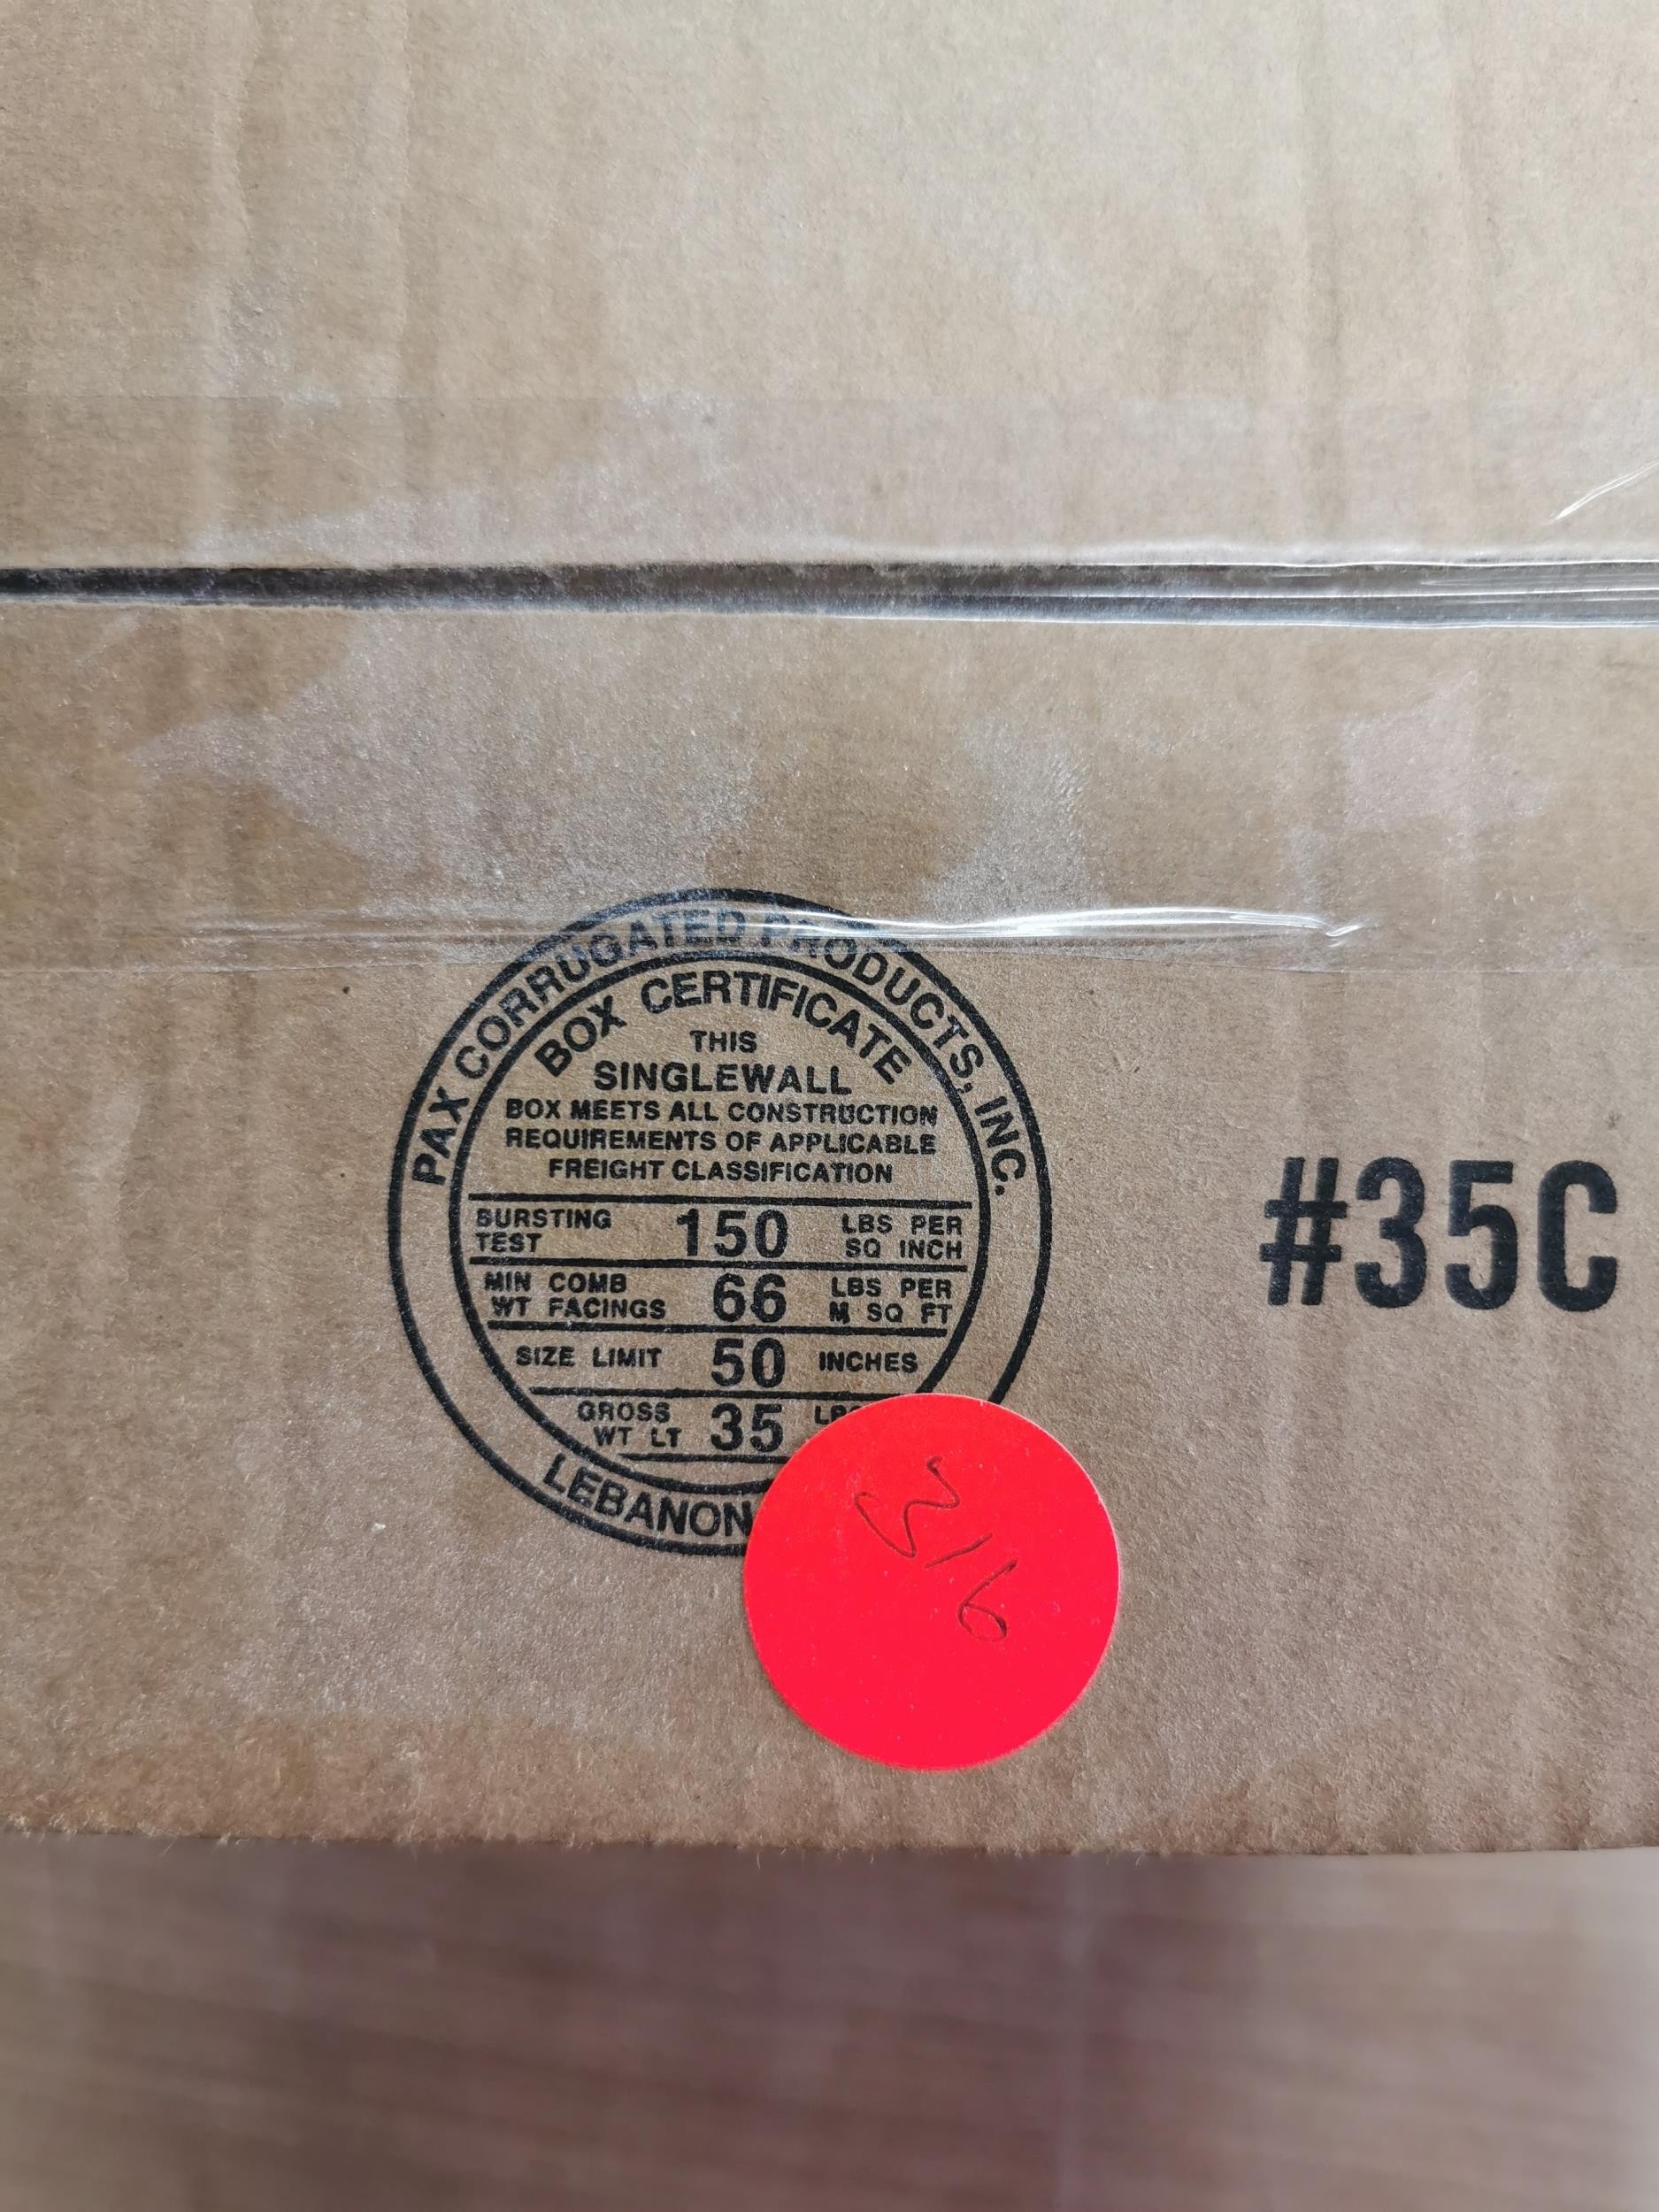 PAX CORRUGATED PRODUCTS, INC.
BOX CERTIFICATE
THIS
SINGLEWALL
BOX MEETS ALL CONSTRUCTION
REQUIREMENTS OF APPLICABLE
FREIGHT CLASSIFICATION
BURSTING TEST 150 LBS PER SQ INCH
MIN COMB WT FACINGS 66 LBS PER M SQ FT
SIZE LIMIT 50 INCHES
GROSS WT LT 35
LEBANON
#35C